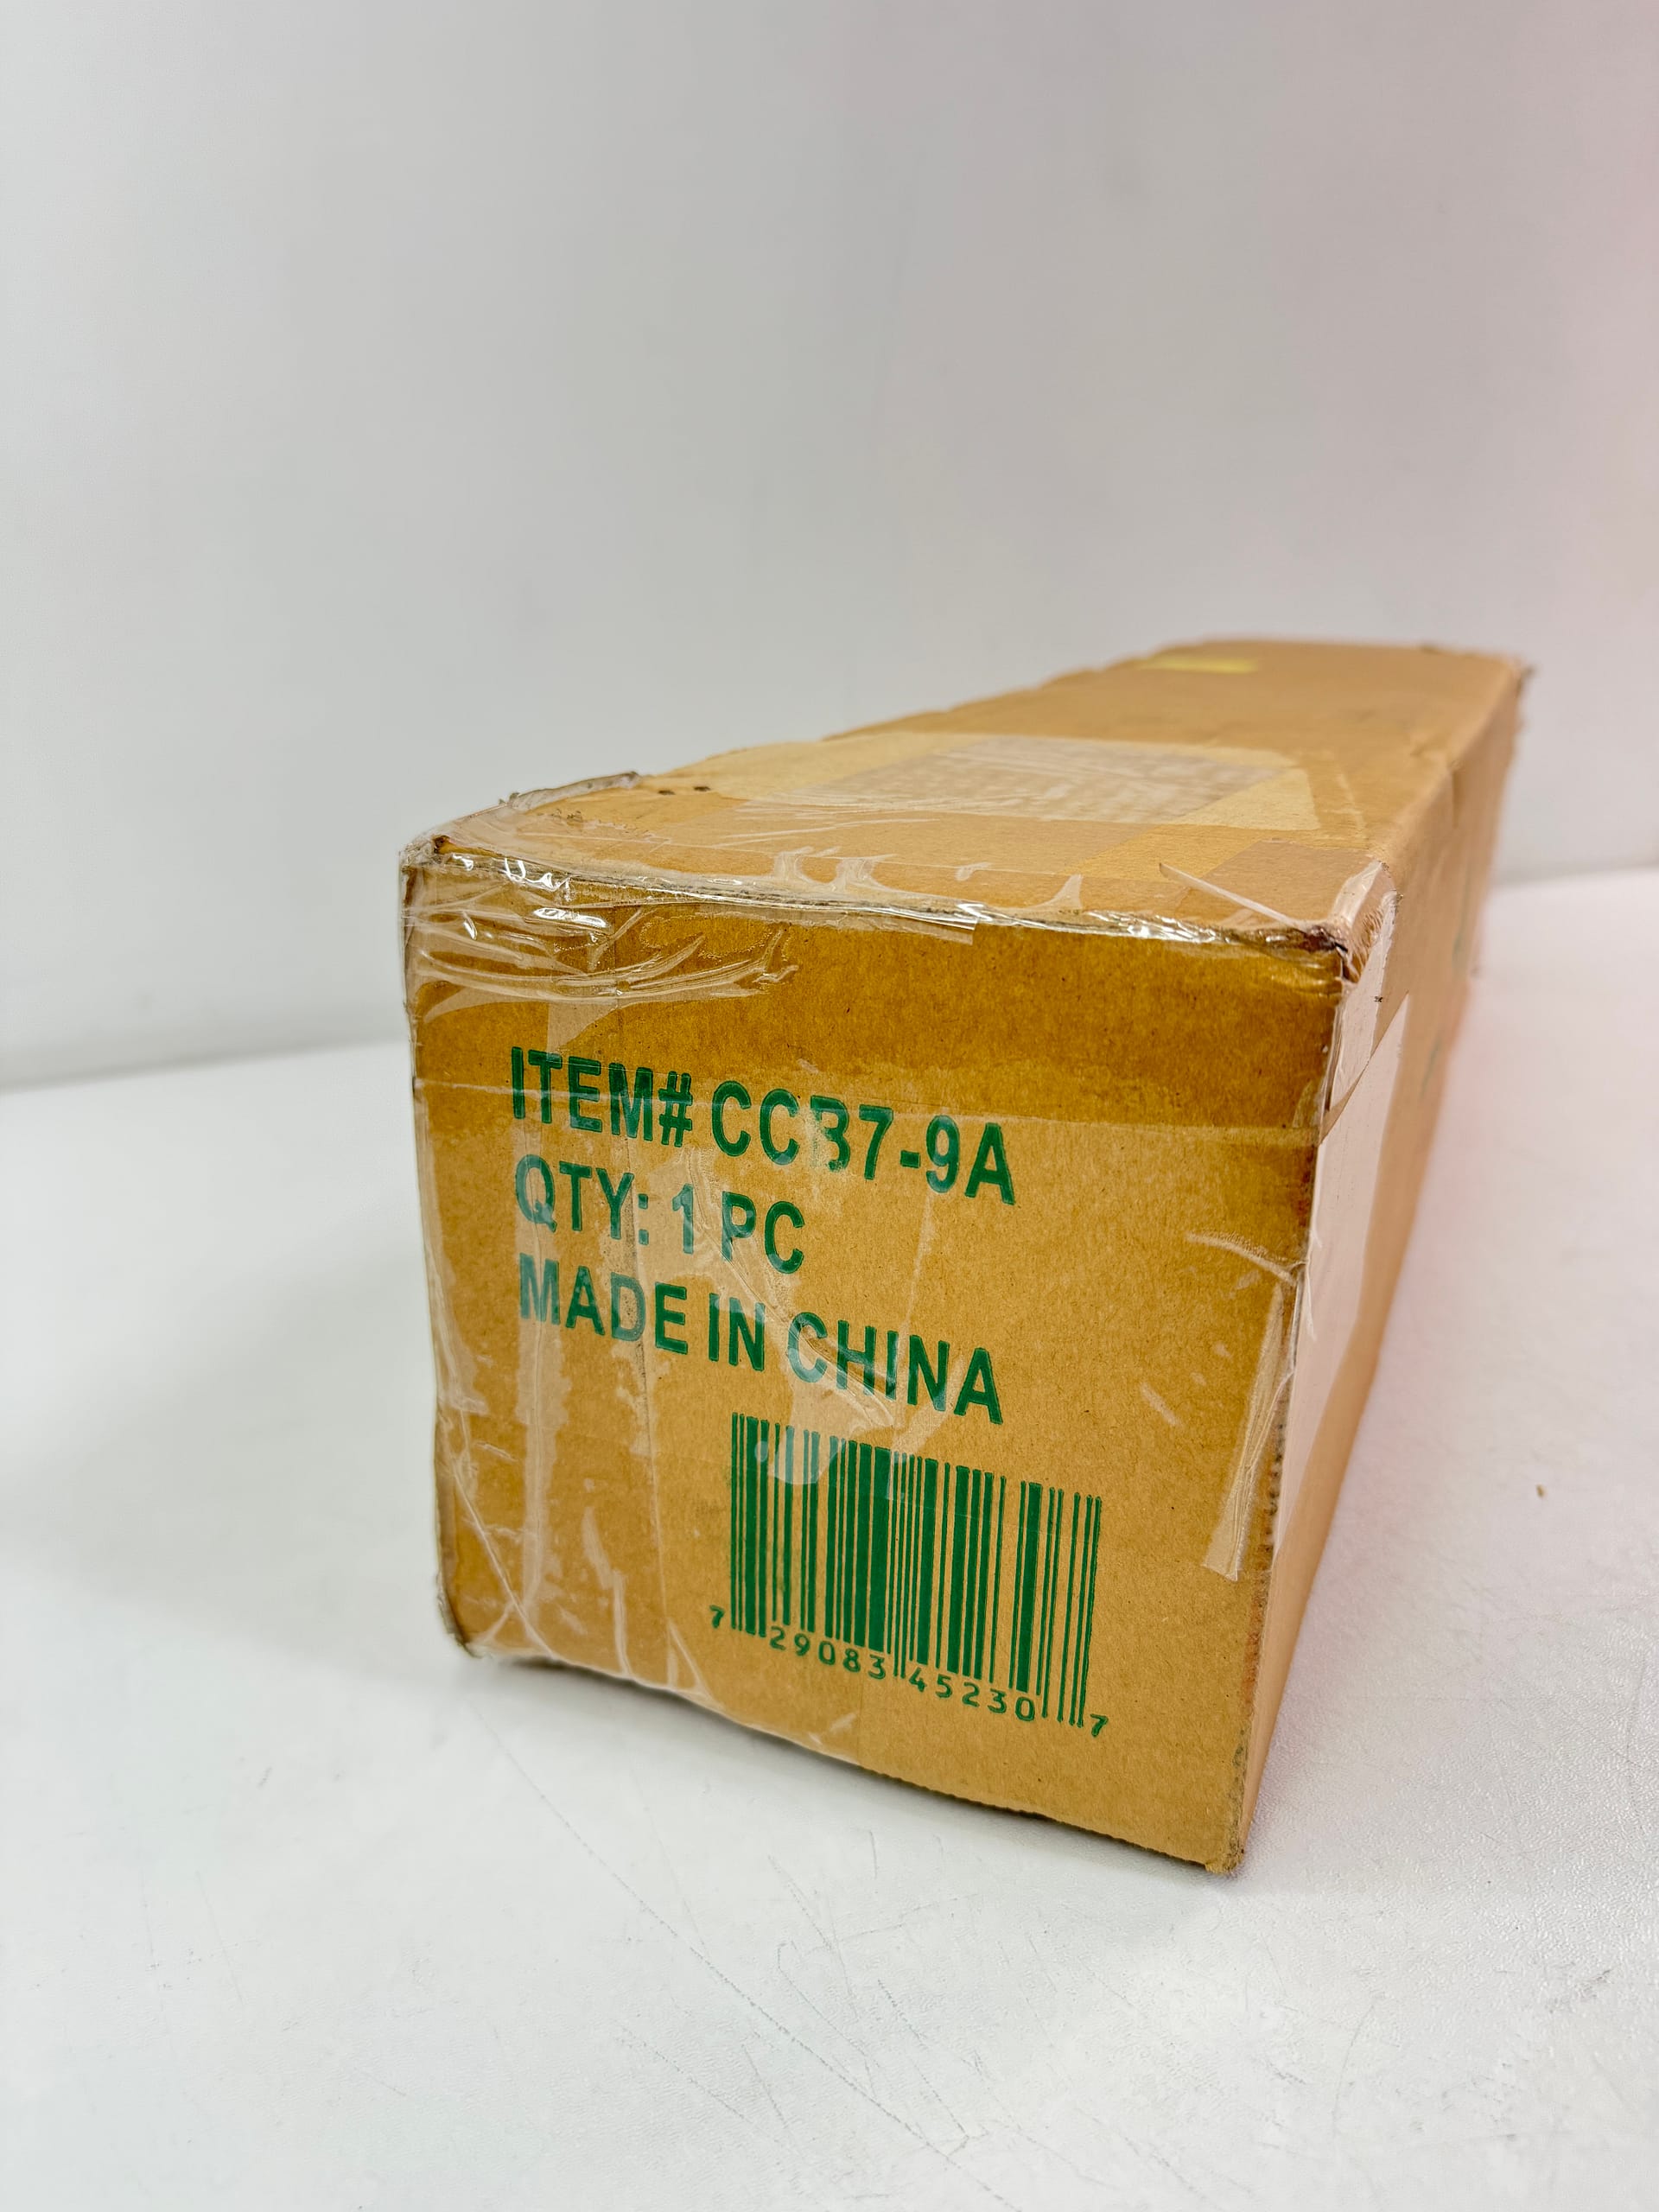 ITEM# CCB7-9A
QTY: 1 PC
MADE IN CHINA
7 29083 45230 7